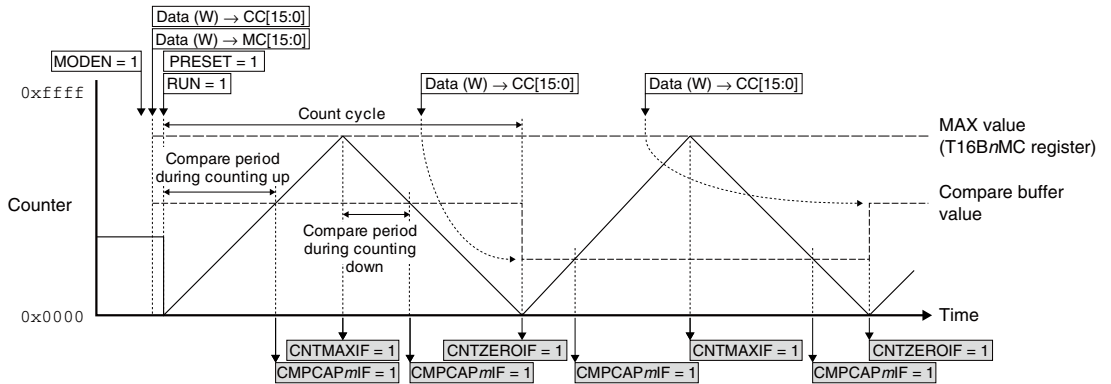 Data (W) → CC[15:0]
Data (W) → MC[15:0]
MODEN = 1
PRESET = 1
RUN = 1
Data (W) → CC[15:0]
Data (W) → CC[15:0]
0xffff
Count cycle
MAX value
(T16BnMC register)
Compare period
during counting up
Compare buffer
value
Counter
Compare period
during counting
down
0x0000
Time
CNTMAXIF = 1
CNTZEROIF = 1
CNTMAXIF = 1
CNTZEROIF = 1
CMPCAPmIF = 1
CMPCAPmIF = 1
CMPCAPmIF = 1
CMPCAPmIF = 1